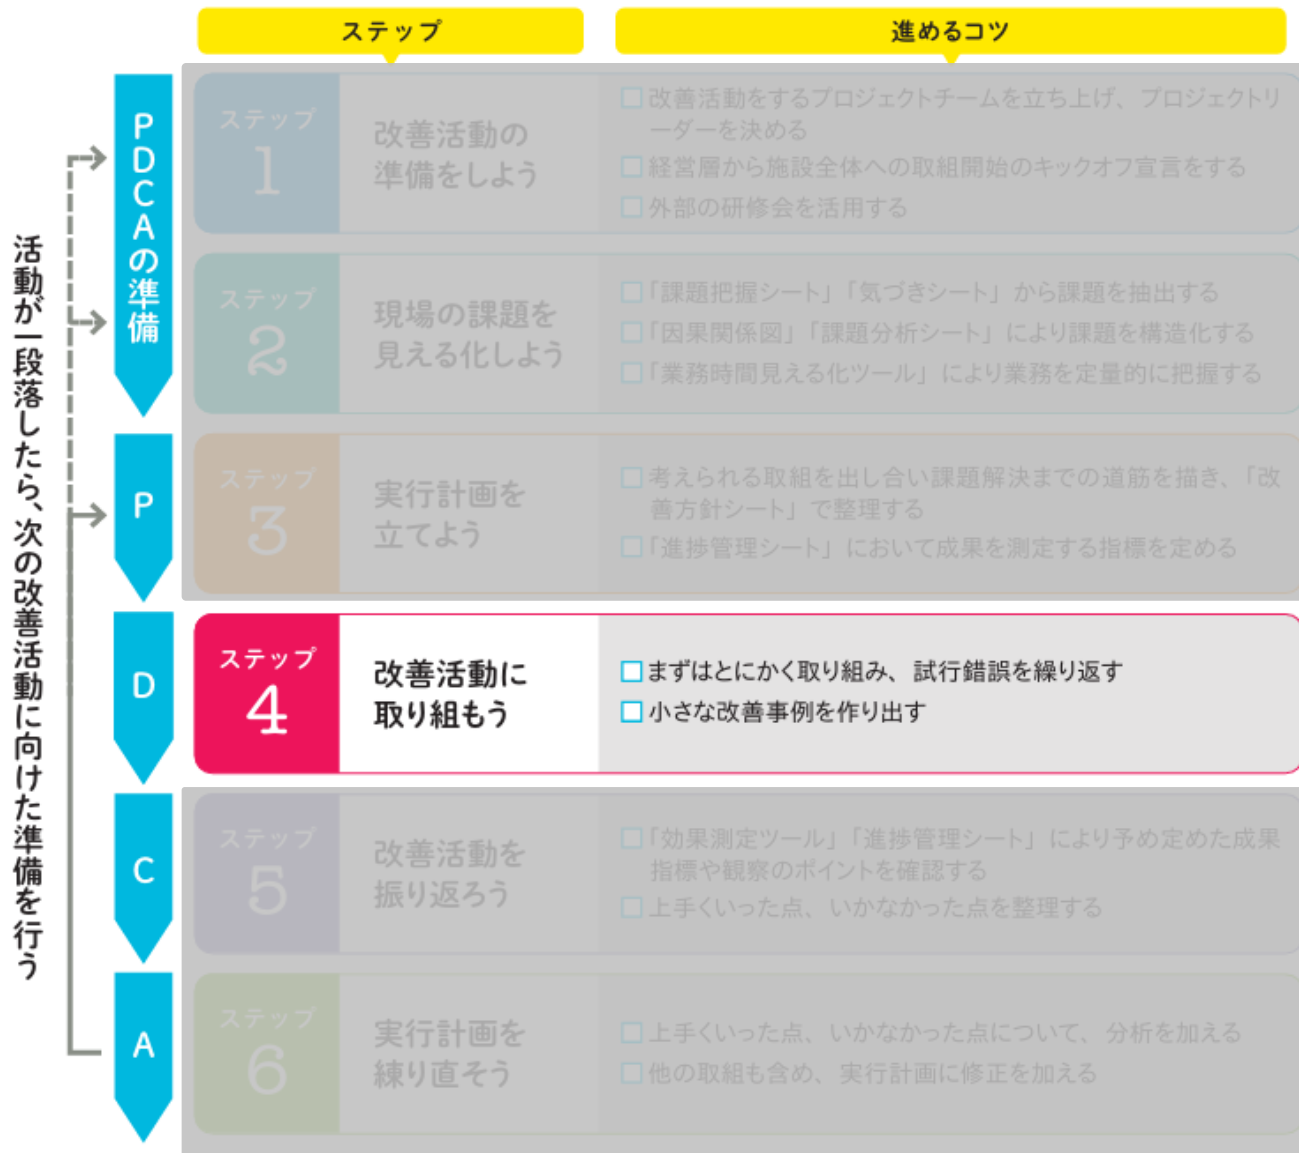 ステップ
進めるコツ
活動が一段落したら、次の改善活動に向けた準備を行う
PDCAの準備
ステップ
1
改善活動の
準備をしよう
□改善活動をするプロジェクトチームを立ち上げ、プロジェクトリ
ーダーを決める
□経営層から施設全体への取組開始のキックオフ宣言をする
□外部の研修会を活用する
ステップ
2
現場の課題を
見える化しよう
□「課題把握シート」「気づきシート」から課題を抽出する
□「因果関係図」「課題分析シート」により課題を構造化する
□「業務時間見える化ツール」により業務を定量的に把握する
P
ステップ
3
実行計画を
立てよう
□考えられる取組を出し合い課題解決までの道筋を描き、「改
善方針シート」で整理する
□「進捗管理シート」において成果を測定する指標を定める
D
ステップ
4
改善活動に
取り組もう
□まずはとにかく取り組み、試行錯誤を繰り返す
□小さな改善事例を作り出す
C
ステップ
5
改善活動を
振り返ろう
□「効果測定ツール」「進捗管理シート」により予め定めた成果
指標や観察のポイントを確認する
□上手くいった点、いかなかった点を整理する
A
ステップ
6
実行計画を
練り直そう
□上手くいった点、いかなかった点について、分析を加える
□他の取組も含め、実行計画に修正を加える